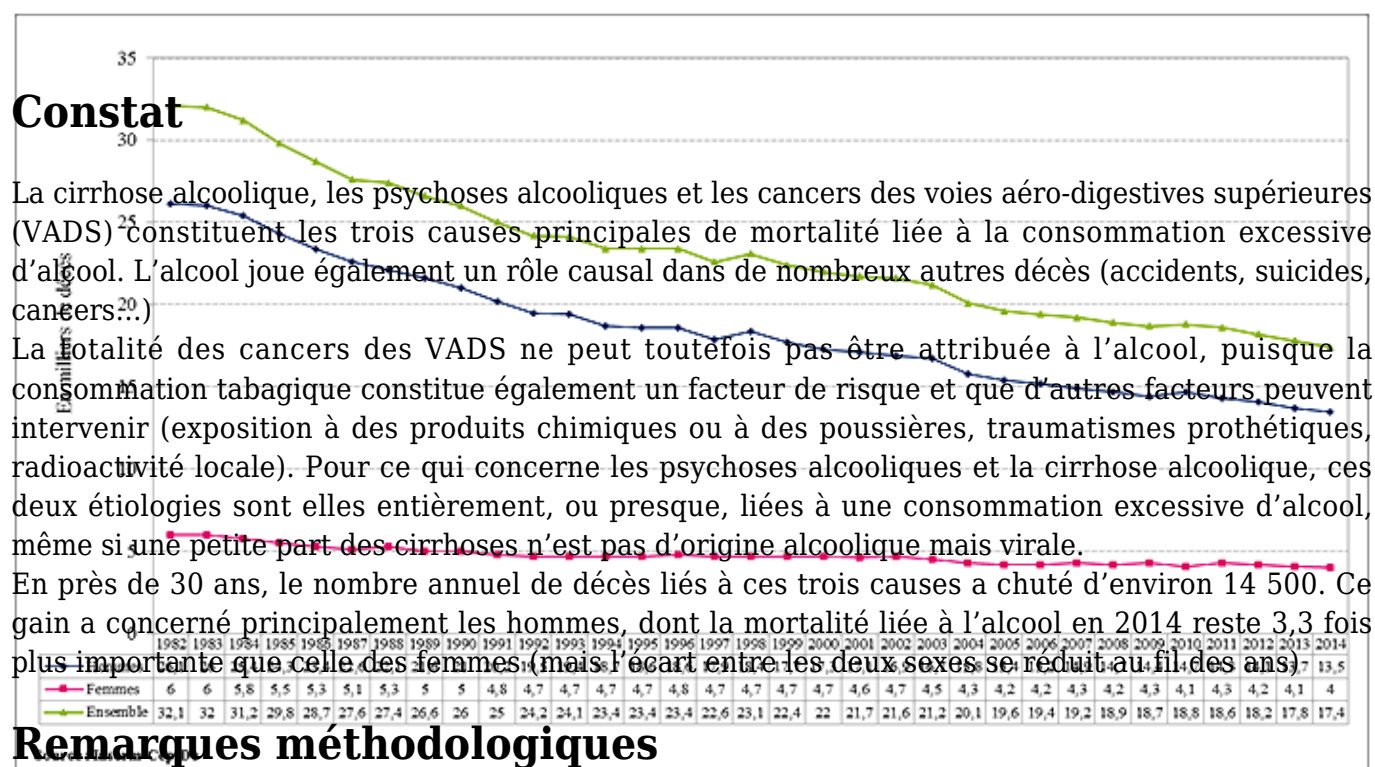 35
Constat
30
La cirrhose alcoolique, les psychoses alcooliques et les cancers des voies aéro-digestives supérieures
25
(VADS) constituent les trois causes principales de mortalité liée à la consommation excessive
d’alcool. L’alcool joue également un rôle causal dans de nombreux autres décès (accidents, suicides,
20
cancers…)
La totalité des cancers des VADS ne peut toutefois pas être attribuée à l’alcool, puisque la
15
consommation tabagique constitue également un facteur de risque et que d’autres facteurs peuvent
intervenir (exposition à des produits chimiques ou à des poussières, traumatismes prothétiques,
10
radioactivité locale). Pour ce qui concerne les psychoses alcooliques et la cirrhose alcoolique, ces
deux étiologies sont elles entièrement, ou presque, liées à une consommation excessive d’alcool,
5
même si une petite part des cirrhoses n’est pas d’origine alcoolique mais virale.
En près de 30 ans, le nombre annuel de décès liés à ces trois causes a chuté d’environ 14 500. Ce
gain a concerné principalement les hommes, dont la mortalité liée à l’alcool en 2014 reste 3,3 fois
0
1982 1983 1984 1985 1986 1987 1988 1989 1990 1991 1992 1993 1994 1995 1996 1997 1998 1999 2000 2001 2002 2003 2004 2005 2006 2007 2008 2009 2010 2011 2012 2013 2014
plus importante que celle des femmes (mais l’écart entre les deux sexes se réduit au fil des ans).
13,5
Femmes 6 6 5,8 5,5 5,3 5,1 5,3 5 5 4,8 4,7 4,7 4,7 4,7 4,8 4,7 4,7 4,7 4,7 4,6 4,7 4,5 4,3 4,2 4,2 4,3 4,2 4,3 4,1 4,3 4,2 4,1 4
Ensemble 32,1 32 31,2 29,8 28,7 27,6 27,4 26,6 26 25 24,2 24,1 23,4 23,4 23,4 22,6 23,1 22,4 22 21,7 21,6 21,2 20,1 19,6 19,4 19,2 18,9 18,7 18,8 18,6 18,2 17,8 17,4
Remarques méthodologiques